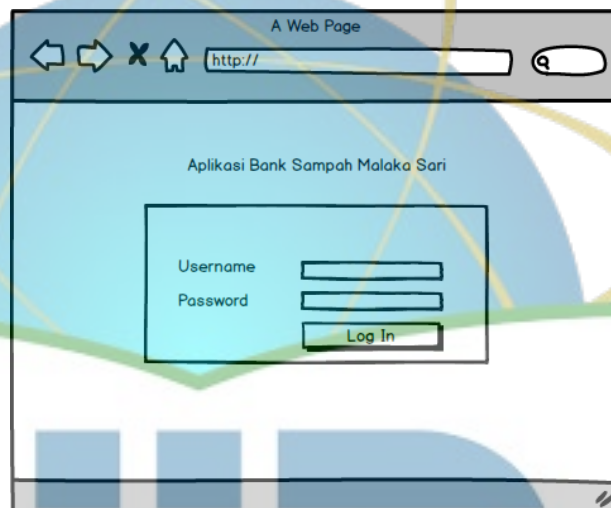 A Web Page
http://
Aplikasi Bank Sampah Malaka Sari
Username
Password
Log In